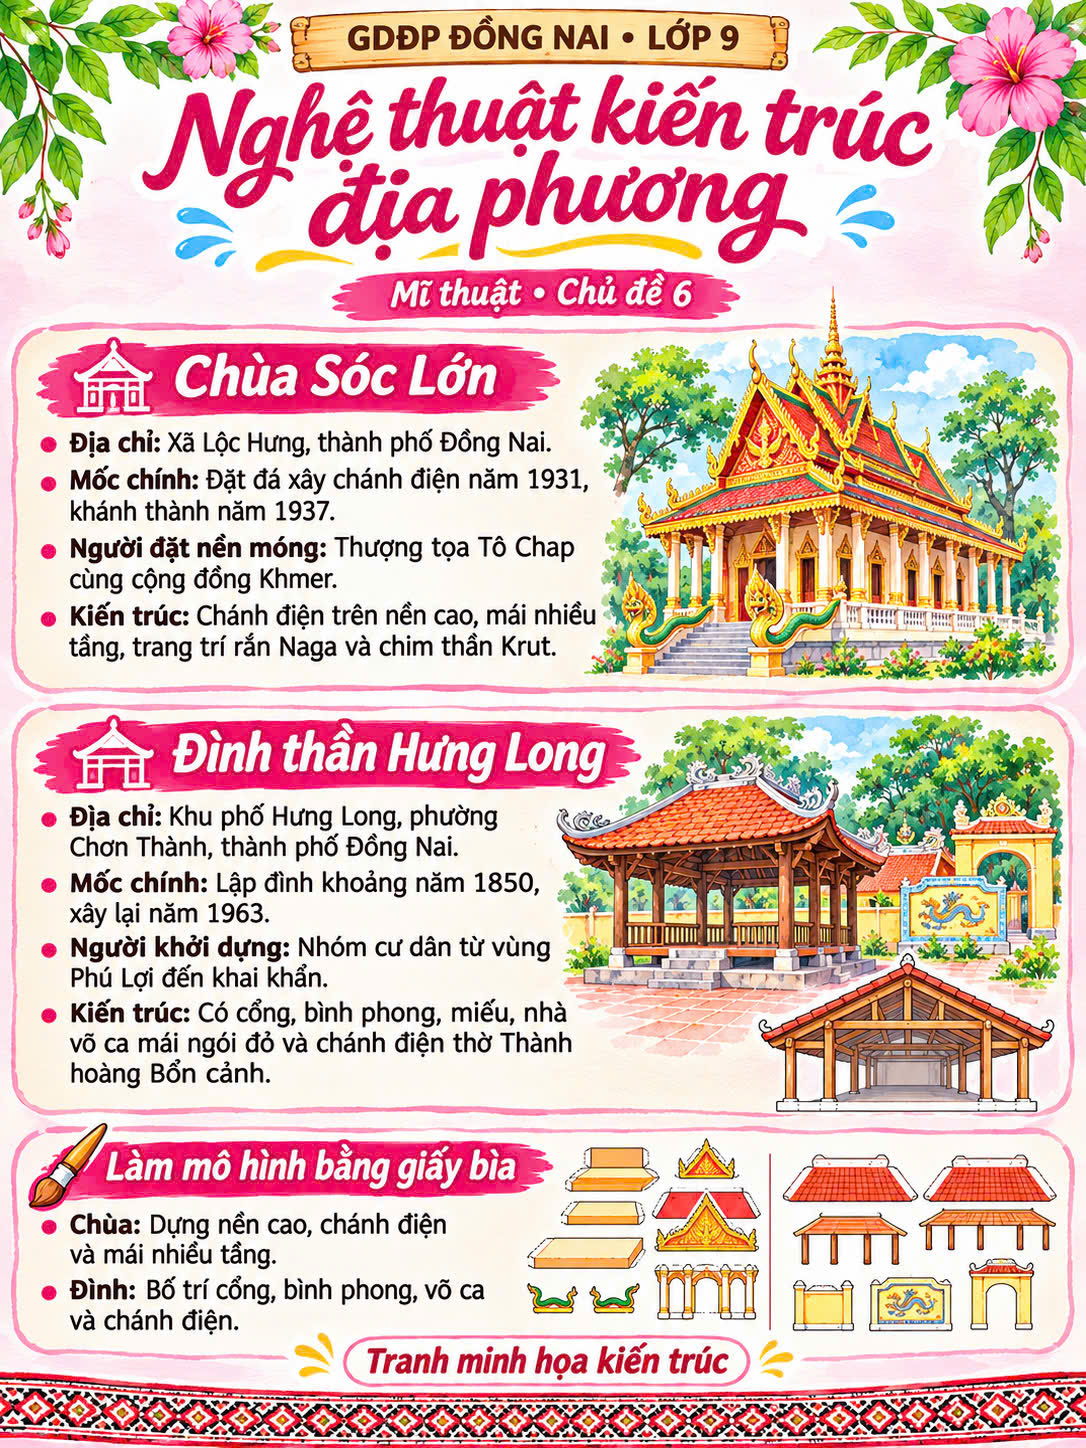 GDĐP ĐỒNG NAI • LỚP 9
Nghệ thuật kiến trúc
địa phương
Mĩ thuật • Chủ đề 6
Chùa Sóc Lớn
• Địa chỉ: Xã Lộc Hưng, thành phố Đồng Nai.
• Mốc chính: Đặt đá xây chánh điện năm 1931,
khánh thành năm 1937.
• Người đặt nền móng: Thượng tọa Tô Chap
cùng cộng đồng Khmer.
• Kiến trúc: Chánh điện trên nền cao, mái nhiều
tầng, trang trí rắn Naga và chim thần Krut.
Đình thần Hưng Long
• Địa chỉ: Khu phố Hưng Long, phường
Chơn Thành, thành phố Đồng Nai.
• Mốc chính: Lập đình khoảng năm 1850,
xây lại năm 1963.
• Người khởi dựng: Nhóm cư dân từ vùng
Phú Lợi đến khai khẩn.
• Kiến trúc: Có cổng, bình phong, miếu, nhà
võ ca mái ngói đỏ và chánh điện thờ Thành
hoàng Bổn cảnh.
Làm mô hình bằng giấy bìa
• Chùa: Dựng nền cao, chánh điện
và mái nhiều tầng.
• Đình: Bố trí cổng, bình phong, võ ca
và chánh điện.
Tranh minh họa kiến trúc